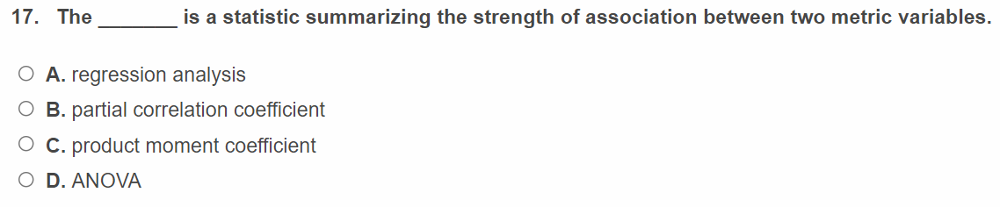 17. The _______ is a statistic summarizing the strength of association between two metric variables.
A. regression analysis
B. partial correlation coefficient
C. product moment coefficient
D. ANOVA